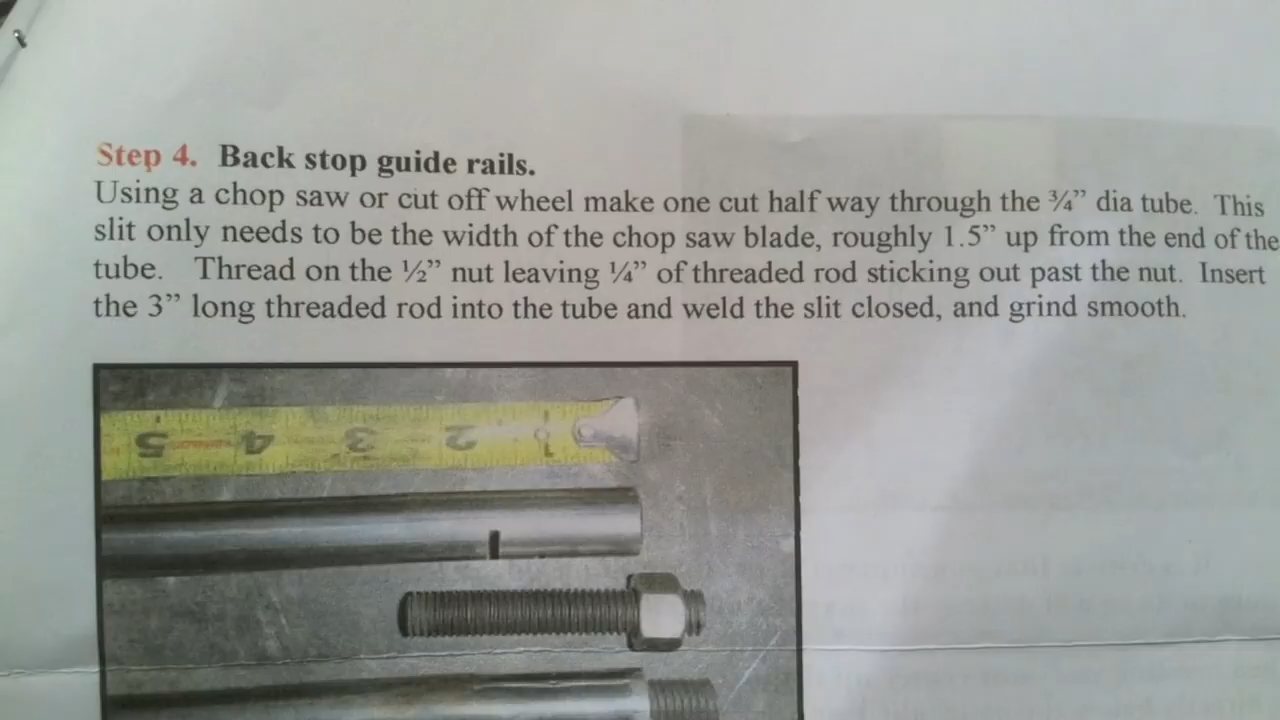 Step 4. Back stop guide rails.
Using a chop saw or cut off wheel make one cut half way through the ¾” dia tube. This
slit only needs to be the width of the chop saw blade, roughly 1.5” up from the end of the
tube. Thread on the ½” nut leaving ¼” of threaded rod sticking out past the nut. Insert
the 3” long threaded rod into the tube and weld the slit closed, and grind smooth.
5 4 3 2 1